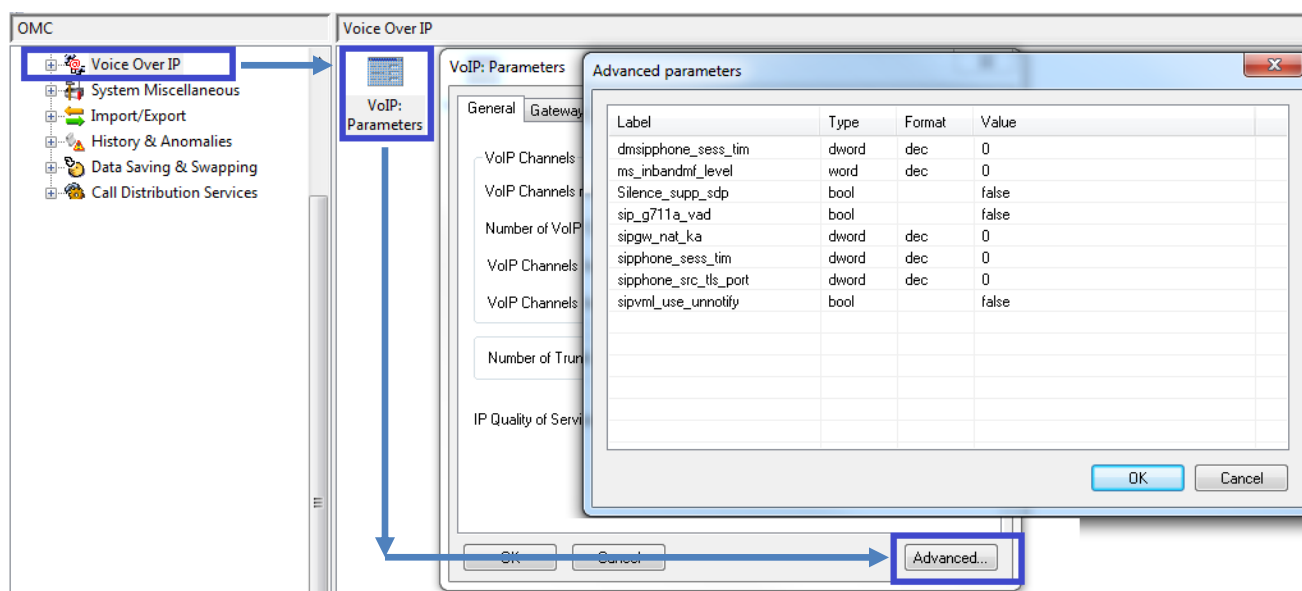 OMC
Voice Over IP
System Miscellaneous
Import/Export
History & Anomalies
Data Saving & Swapping
Call Distribution Services
Voice Over IP
VoIP:
Parameters
VoIP: Parameters
General Gateway
VoIP Channels
VoIP Channels
Number of VoIP
VoIP Channels
VoIP Channels
Number of
IP Quality of
OK Cancel Advanced...
Advanced parameters
Label Type Format Value
dmsipphone_sess_tim dword dec 0
ms_inbandmf_level word dec 0
Silence_supp_sdp bool false
sip_g711a_vad bool false
sipgw_nat_ka dword dec 0
sipphone_sess_tim dword dec 0
sipphone_src_tls_port dword dec 0
sipvml_use_unnotify bool false
OK Cancel